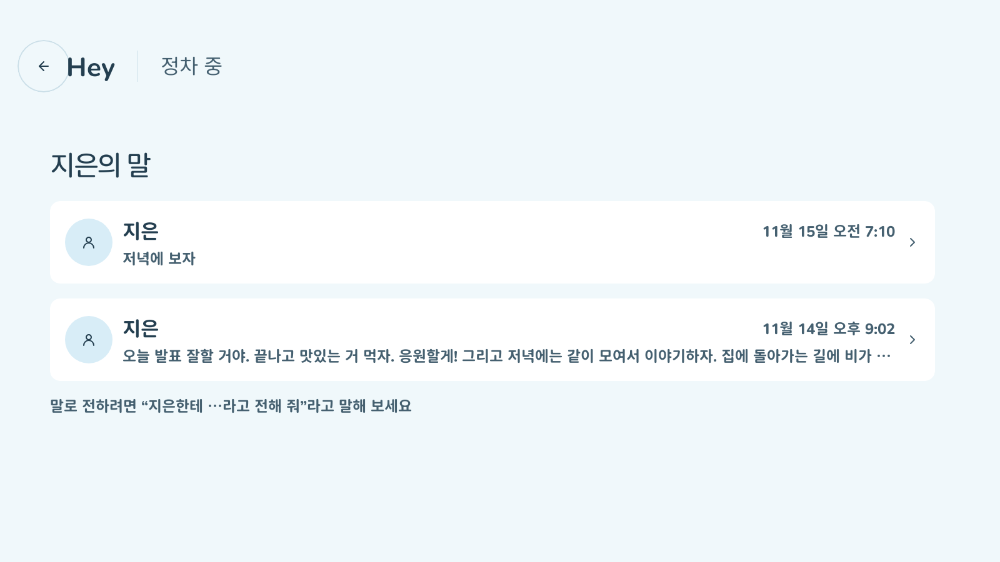 Hey
정차 중
지은의 말
지은
11월 15일 오전 7:10
저녁에 보자
지은
11월 14일 오후 9:02
오늘 발표 잘할 거야. 끝나고 맛있는 거 먹자. 응원할게! 그리고 저녁에는 같이 모여서 이야기하자. 집에 돌아가는 길에 비가 …
말로 전하려면 “지은한테 …라고 전해 줘”라고 말해 보세요